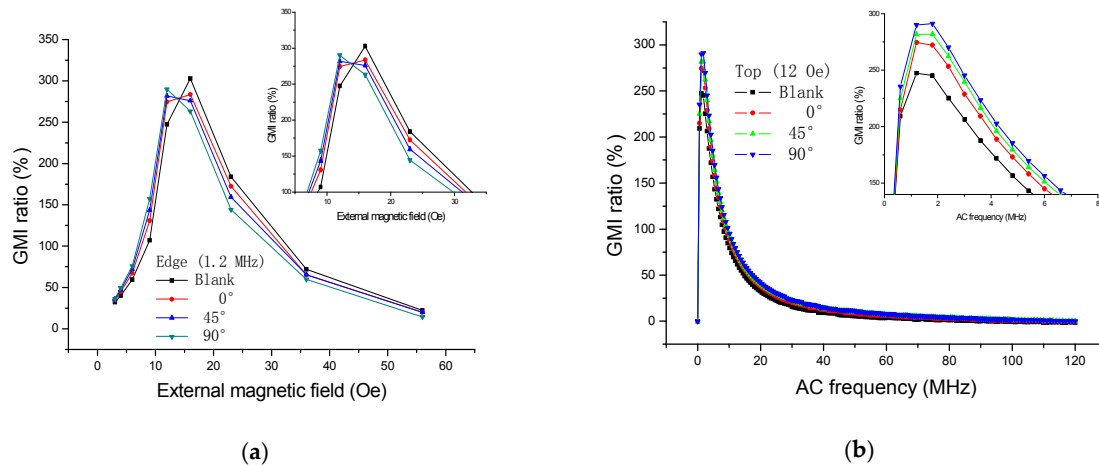 350
300
250
200
150
100
50
0
GMI ratio (%)
0 10 20 30 40 50 60
External magnetic field (Oe)
Edge (1.2 MHz)
Blank
0°
45°
90°
350
300
250
200
150
100
GMI ratio (%)
10 20 30
External magnetic field (Oe)
(a)
300
250
200
150
100
50
0
GMI ratio (%)
0 20 40 60 80 100 120
AC frequency (MHz)
Top (12 Oe)
Blank
0°
45°
90°
300
250
200
150
GMI ratio (%)
0 2 4 6 8
AC frequency (MHz)
(b)